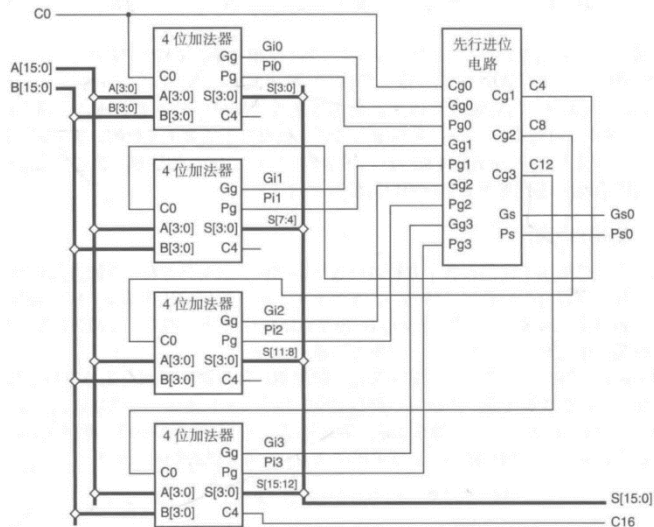 C0
A[15:0]
B[15:0]
4位加法器
Gg
Gi0
C0
Pg
Pi0
A[3:0]
A[3:0]
S[3:0]
S[3:0]
B[3:0]
B[3:0]
C4
4位加法器
Gg
Gi1
C0
Pg
Pi1
A[3:0]
S[3:0]
S[7:4]
B[3:0]
C4
4位加法器
Gg
Gi2
C0
Pg
Pi2
A[3:0]
S[3:0]
S[11:8]
B[3:0]
C4
4位加法器
Gg
Gi3
C0
Pg
Pi3
A[3:0]
S[3:0]
S[15:12]
B[3:0]
C4
先行进位
电路
Cg0
Gg0
Pg0
Gg1
Pg1
Gg2
Pg2
Gg3
Pg3
Cg1
C4
Cg2
C8
Cg3
C12
Gs
Gs0
Ps
Ps0
S[15:0]
C16